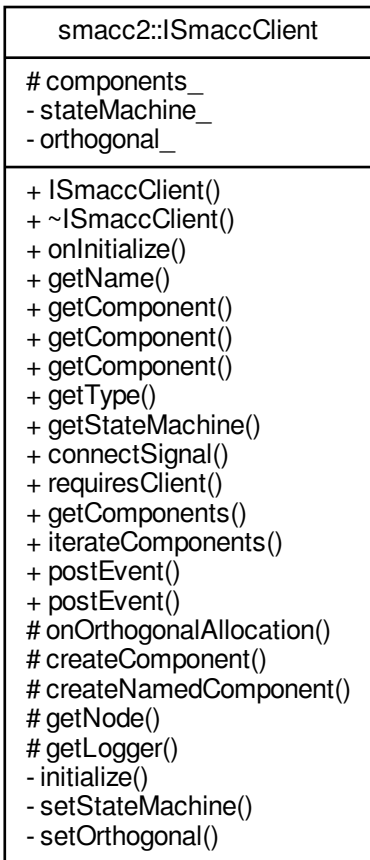 smacc2::ISmaccClient
# components_
- stateMachine_
- orthogonal_
+ ISmaccClient()
+ ~ISmaccClient()
+ onInitialize()
+ getName()
+ getComponent()
+ getComponent()
+ getComponent()
+ getType()
+ getStateMachine()
+ connectSignal()
+ requiresClient()
+ getComponents()
+ iterateComponents()
+ postEvent()
+ postEvent()
# onOrthogonalAllocation()
# createComponent()
# createNamedComponent()
# getNode()
# getLogger()
- initialize()
- setStateMachine()
- setOrthogonal()